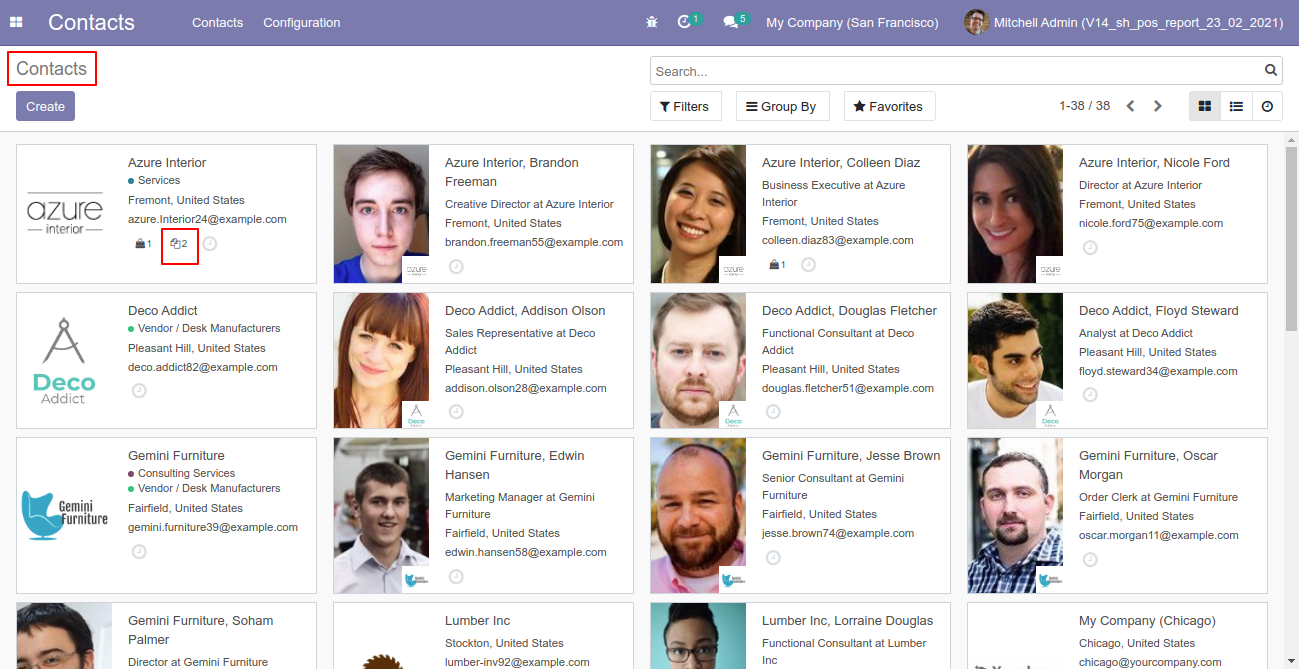 Contacts
Contacts
Configuration
1
5
My Company (San Francisco)
Mitchell Admin (V14_sh_pos_report_23_02_2021)
Contacts
Search...
Create
Filters
Group By
Favorites
1-38 / 38
azure
interior
Azure Interior
Services
Fremont, United States
azure.Interior24@example.com
1
2
Azure Interior, Brandon
Freeman
Creative Director at Azure Interior
Fremont, United States
brandon.freeman55@example.com
azure
Azure Interior, Colleen Diaz
Business Executive at Azure
Interior
Fremont, United States
colleen.diaz83@example.com
1
azure
Azure Interior, Nicole Ford
Director at Azure Interior
Fremont, United States
nicole.ford75@example.com
azure
Deco
Addict
Deco Addict
Vendor / Desk Manufacturers
Pleasant Hill, United States
deco.addict82@example.com
Deco Addict, Addison Olson
Sales Representative at Deco
Addict
Pleasant Hill, United States
addison.olson28@example.com
Deco
Deco Addict, Douglas Fletcher
Functional Consultant at Deco
Addict
Pleasant Hill, United States
douglas.fletcher51@example.com
Deco
Deco Addict, Floyd Steward
Analyst at Deco Addict
Pleasant Hill, United States
floyd.steward34@example.com
Deco
Gemini
Furniture
Gemini Furniture
Consulting Services
Vendor / Desk Manufacturers
Fairfield, United States
gemini.furniture39@example.com
Gemini Furniture, Edwin
Hansen
Marketing Manager at Gemini
Furniture
Fairfield, United States
edwin.hansen58@example.com
Gemini Furniture, Jesse Brown
Senior Consultant at Gemini
Furniture
Fairfield, United States
jesse.brown74@example.com
Gemini Furniture, Oscar
Morgan
Order Clerk at Gemini Furniture
Fairfield, United States
oscar.morgan11@example.com
Gemini Furniture, Soham
Palmer
Director at Gemini Furniture
Lumber Inc
Stockton, United States
lumber-inv92@example.com
Lumber Inc, Lorraine Douglas
Functional Consultant at Lumber
Inc
My Company (Chicago)
Chicago, United States
chicago@yourcompany.com